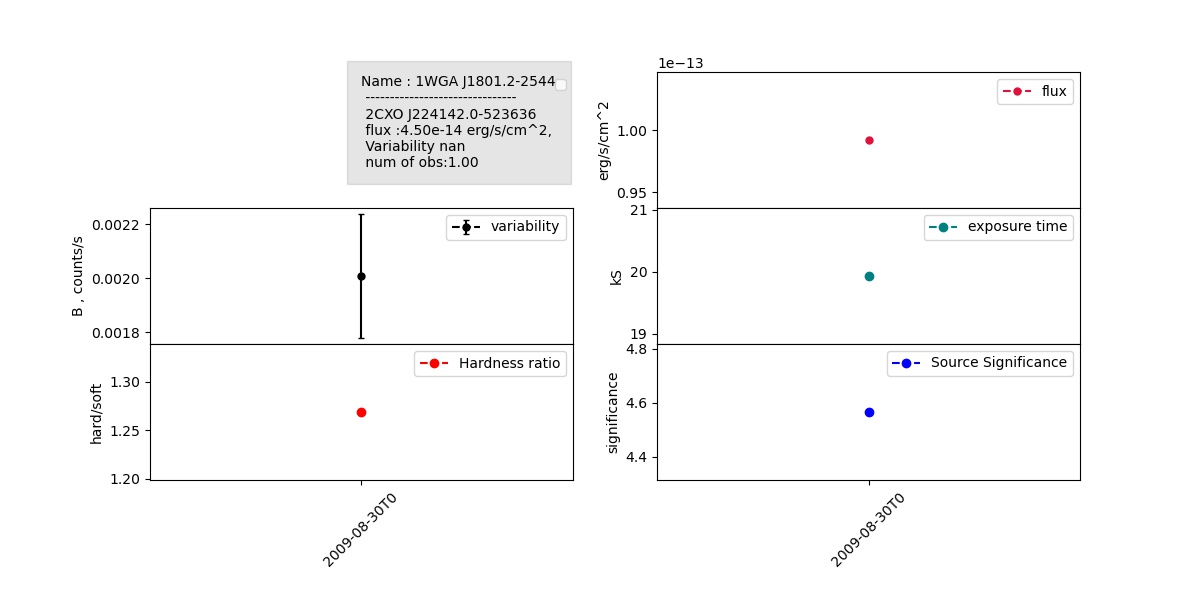 Name : 1WGA J1801.2-2544
-------------------------------
2CXO J224142.0-523636
flux :4.50e-14 erg/s/cm^2,
Variability nan
num of obs:1.00
1e−13
flux
erg/s/cm^2
1.00
0.95
variability
B , counts/s
0.0022
0.0020
0.0018
exposure time
kS
21
20
19
Hardness ratio
hard/soft
1.30
1.25
1.20
2009-08-30T0
Source Significance
significance
4.8
4.6
4.4
2009-08-30T0